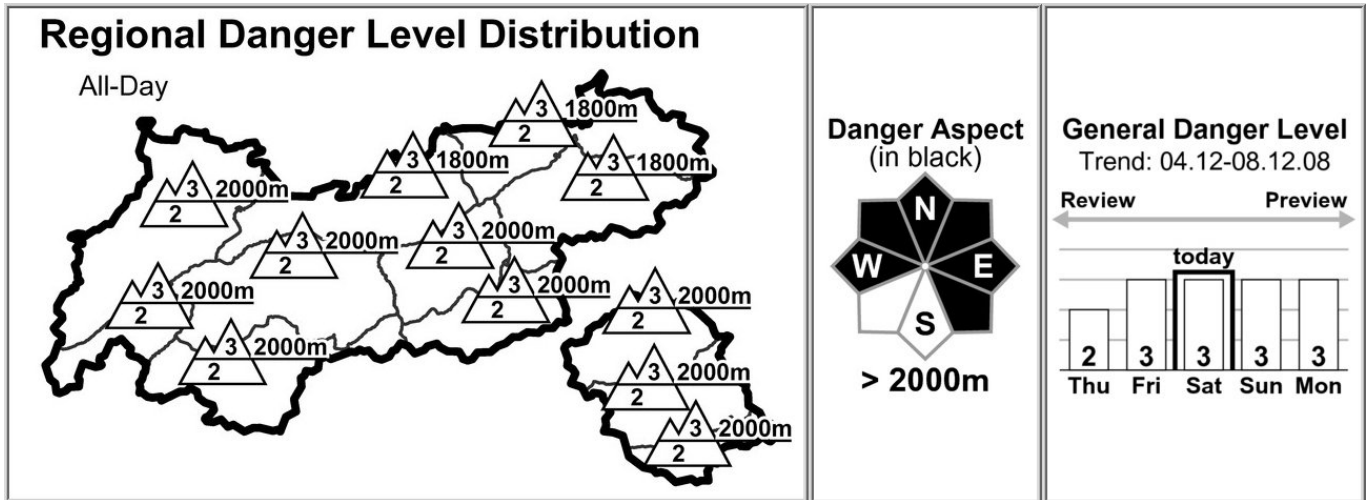 Regional Danger Level Distribution
All-Day
3 1800m
2
3 1800m
2
3 1800m
2
3 2000m
2
3 2000m
2
3 2000m
2
3 2000m
2
3 2000m
2
3 2000m
2
3 2000m
2
3 2000m
2
3 2000m
2
Danger Aspect
(in black)
N
W E
S
> 2000m
General Danger Level
Trend: 04.12-08.12.08
Review Preview
today
2 3 3 3 3
Thu Fri Sat Sun Mon